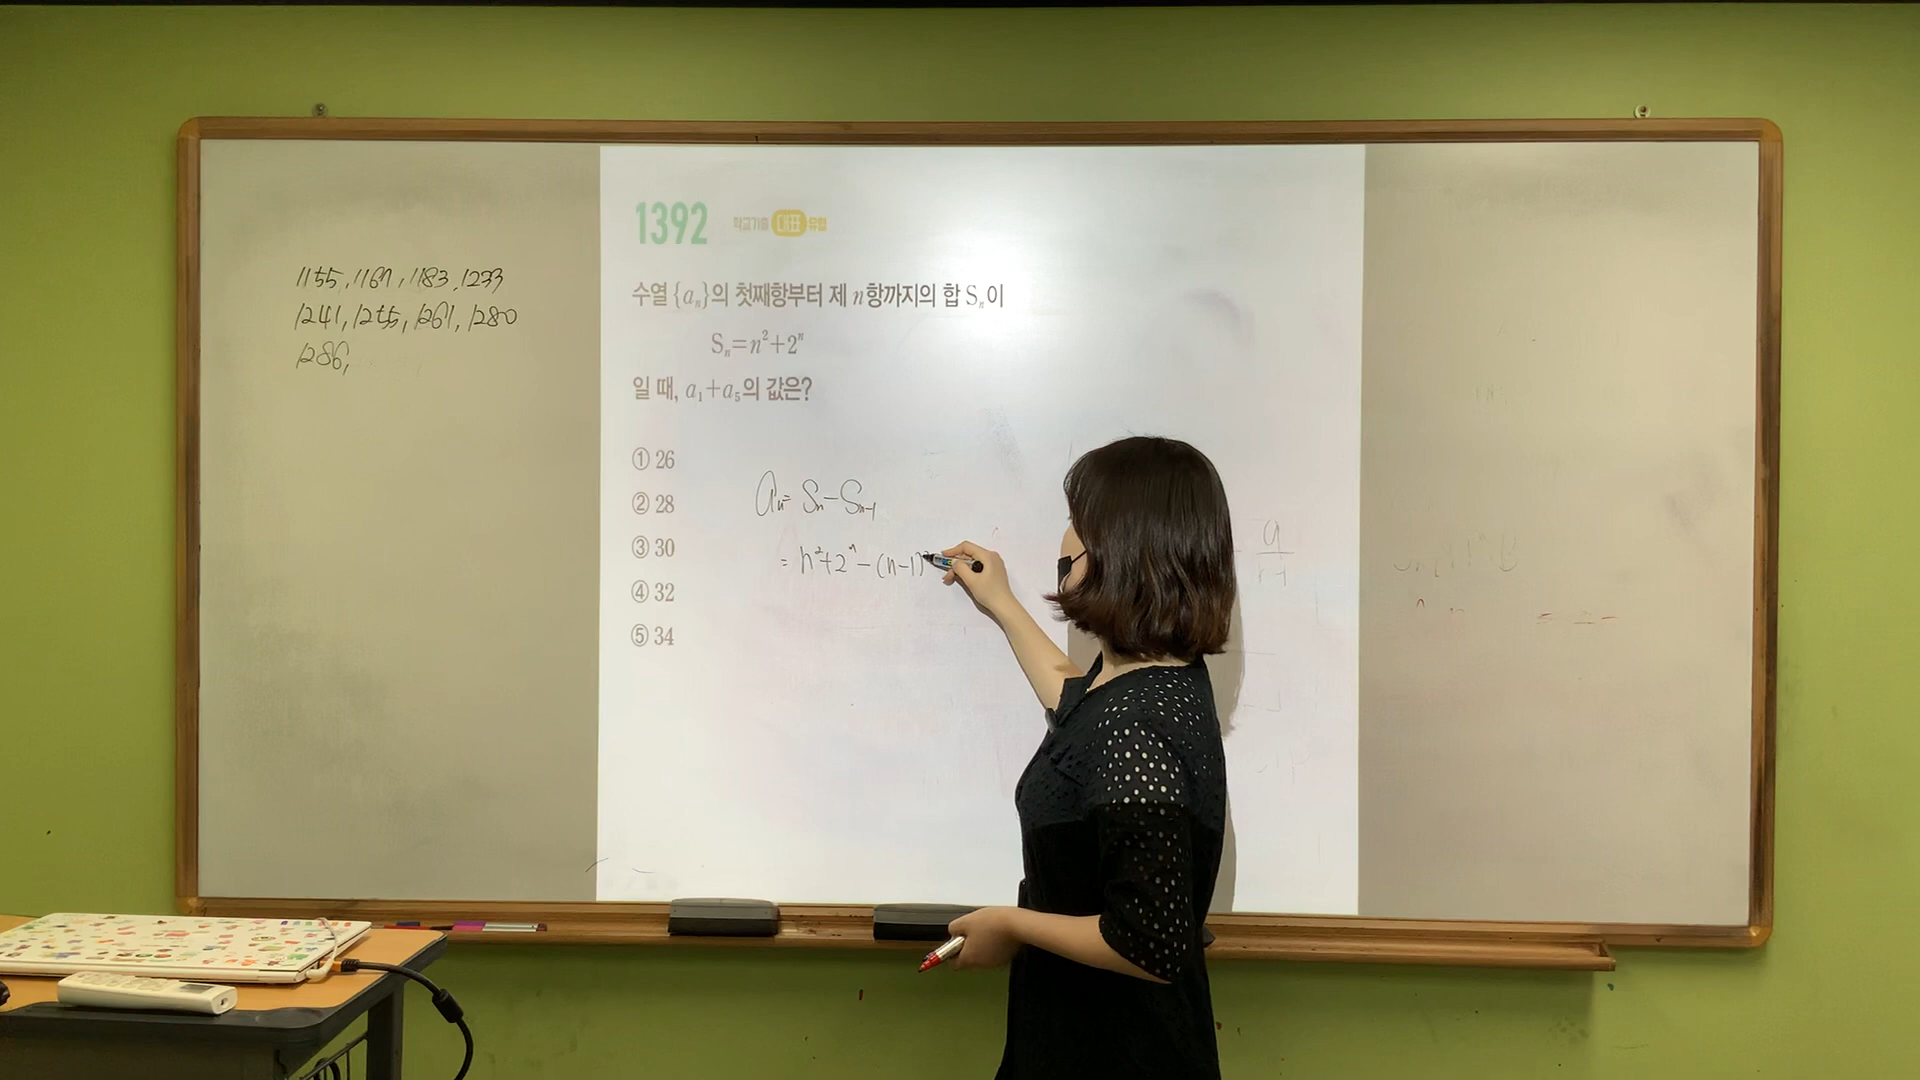 1155, 1167, 1183, 1233
1241, 1255, 1261, 1280
1286,
1392 학교기출 대표 유형
수열 {aₙ}의 첫째항부터 제 n항까지의 합 Sₙ이
Sₙ=n²+2ⁿ
일 때, a₁+a₅의 값은?
① 26
② 28
③ 30
④ 32
⑤ 34
aₙ= Sₙ-Sₙ₋₁
= n²+2ⁿ-(n-1)²